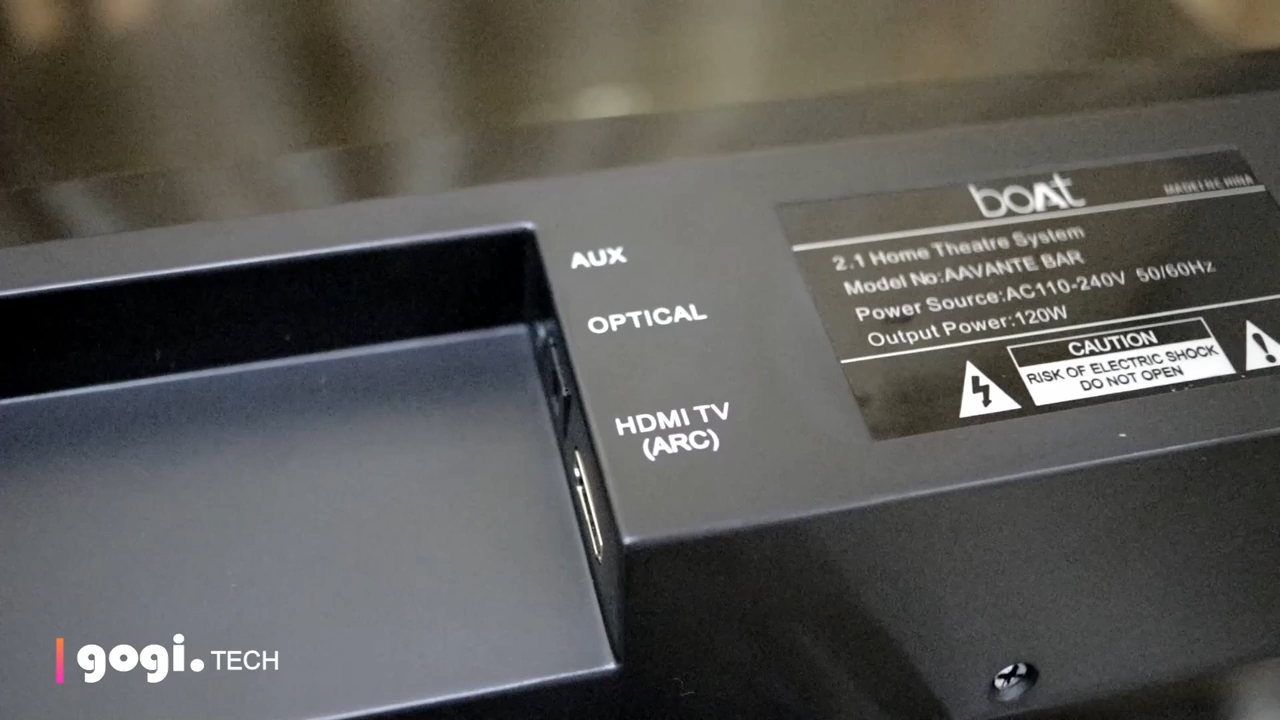 AUX
OPTICAL
HDMI TV
(ARC)
boAt
2.1 Home Theatre System
Model No:AAVANTE BAR
Power Source:AC110-240V 50/60Hz
Output Power:120W
CAUTION
RISK OF ELECTRIC SHOCK
DO NOT OPEN
gogi.TECH